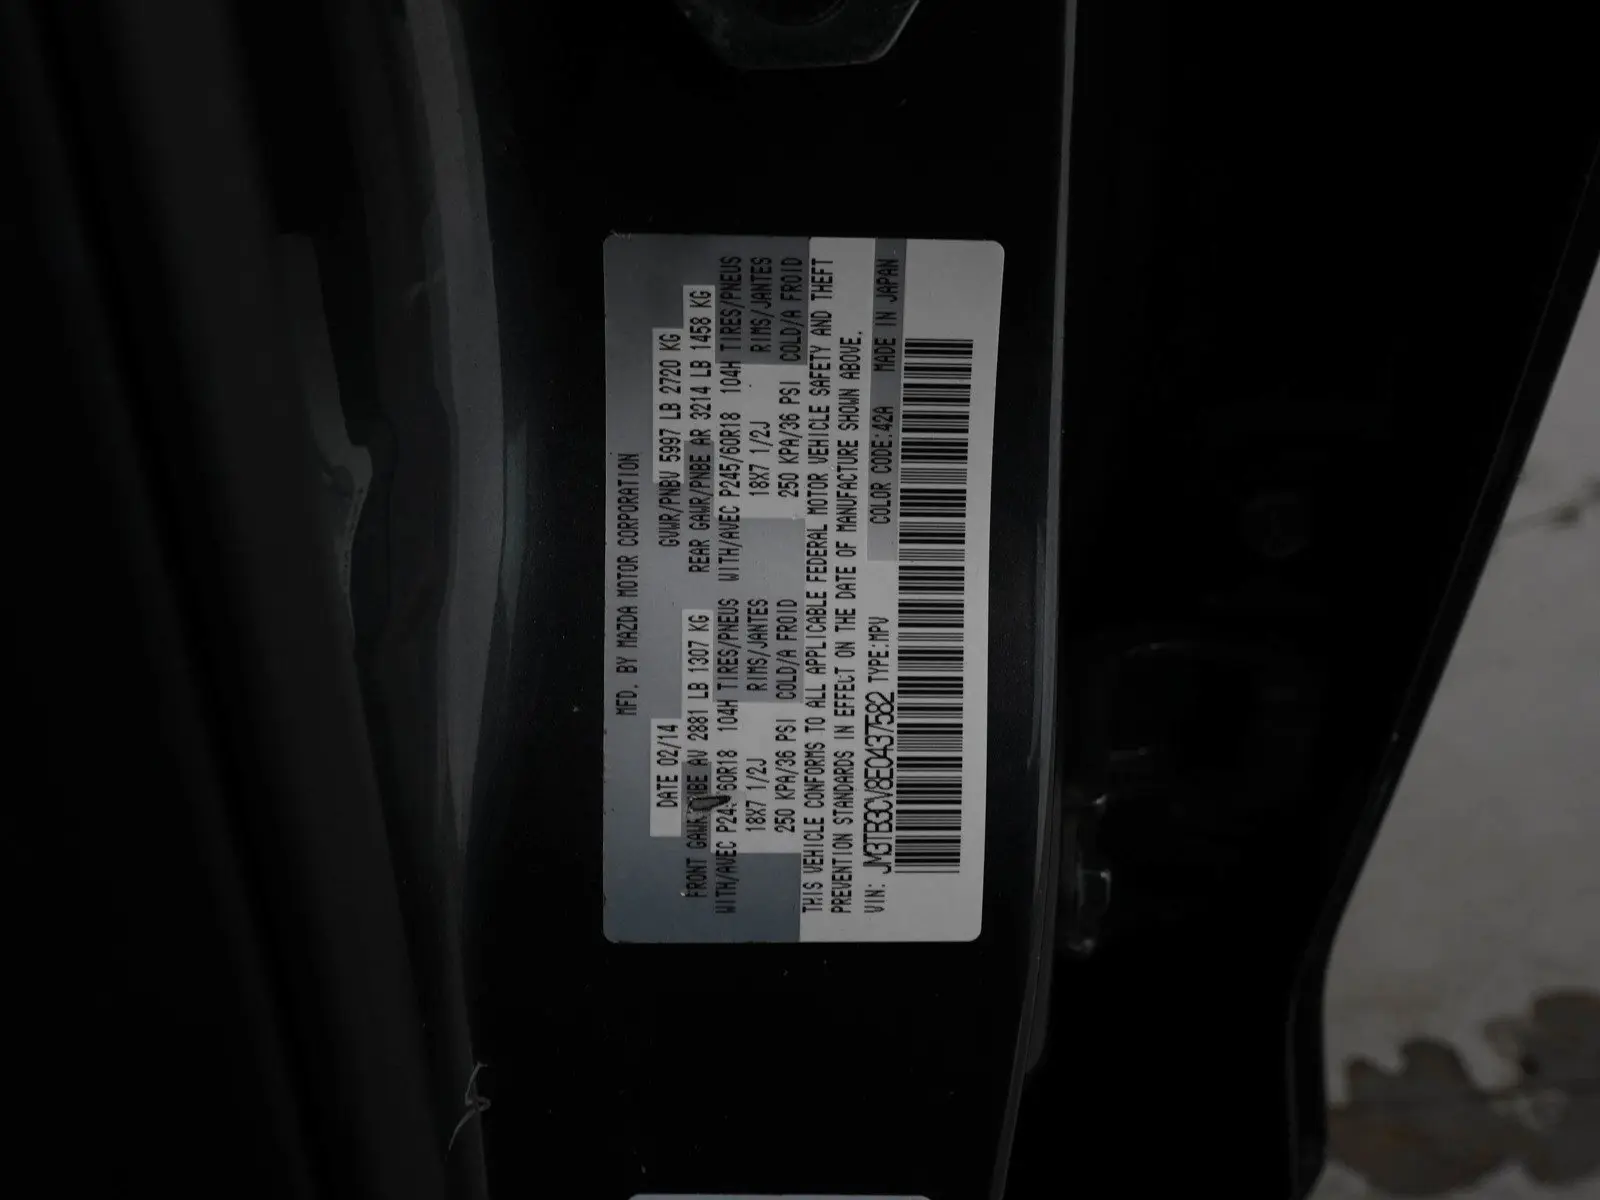 MFD. BY MAZDA MOTOR CORPORATION
DATE 02/14 GVWR/PNBV 5997 LB 2720 KG
FRONT AV 2881 LB 1307 KG REAR GAWR/PNBE AR 3214 LB 1458 KG
WITH/AVEC 60R18 104H TIRES/PNEUS WITH/AVEC P245/60R18 104H TIRES/PNEUS
18X7 1/2J RIMS/JANTES 18X7 1/2J RIMS/JANTES
250 KPA/36 PSI COLD/A FROID 250 KPA/36 PSI COLD/A FROID
THIS VEHICLE CONFORMS TO ALL APPLICABLE FEDERAL MOTOR VEHICLE SAFETY AND THEFT
PREVENTION STANDARDS IN EFFECT ON THE DATE OF MANUFACTURE SHOWN ABOVE.
VIN: JM3TB3CV8E0437582 TYPE:MPV COLOR CODE:42A MADE IN JAPAN